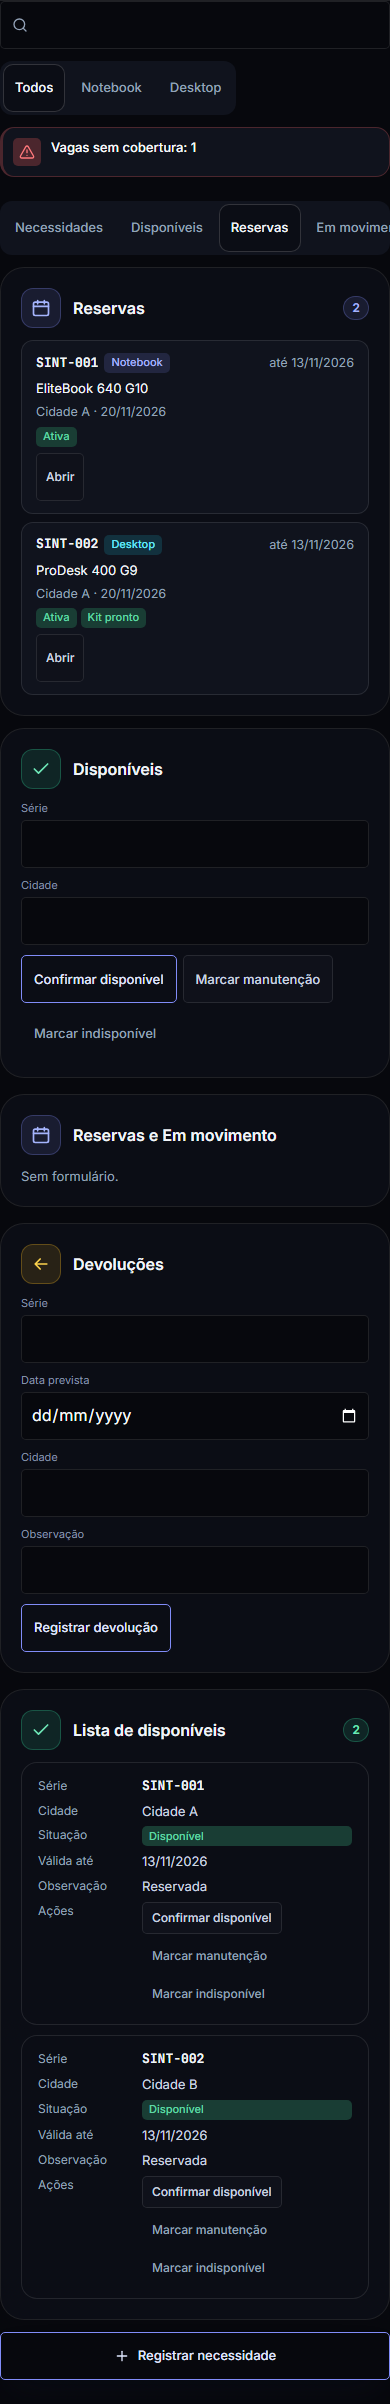 Todos Notebook Desktop
Vagas sem cobertura: 1
Necessidades Disponíveis Reservas Em movime
Reservas 2
SINT-001 Notebook até 13/11/2026
EliteBook 640 G10
Cidade A · 20/11/2026
Ativa
Abrir
SINT-002 Desktop até 13/11/2026
ProDesk 400 G9
Cidade A · 20/11/2026
Ativa Kit pronto
Abrir
Disponíveis
Série
Cidade
Confirmar disponível Marcar manutenção
Marcar indisponível
Reservas e Em movimento
Sem formulário.
Devoluções
Série
Data prevista
dd/mm/yyyy
Cidade
Observação
Registrar devolução
Lista de disponíveis 2
Série SINT-001
Cidade Cidade A
Situação Disponível
Válida até 13/11/2026
Observação Reservada
Ações Confirmar disponível
Marcar manutenção
Marcar indisponível
Série SINT-002
Cidade Cidade B
Situação Disponível
Válida até 13/11/2026
Observação Reservada
Ações Confirmar disponível
Marcar manutenção
Marcar indisponível
+ Registrar necessidade